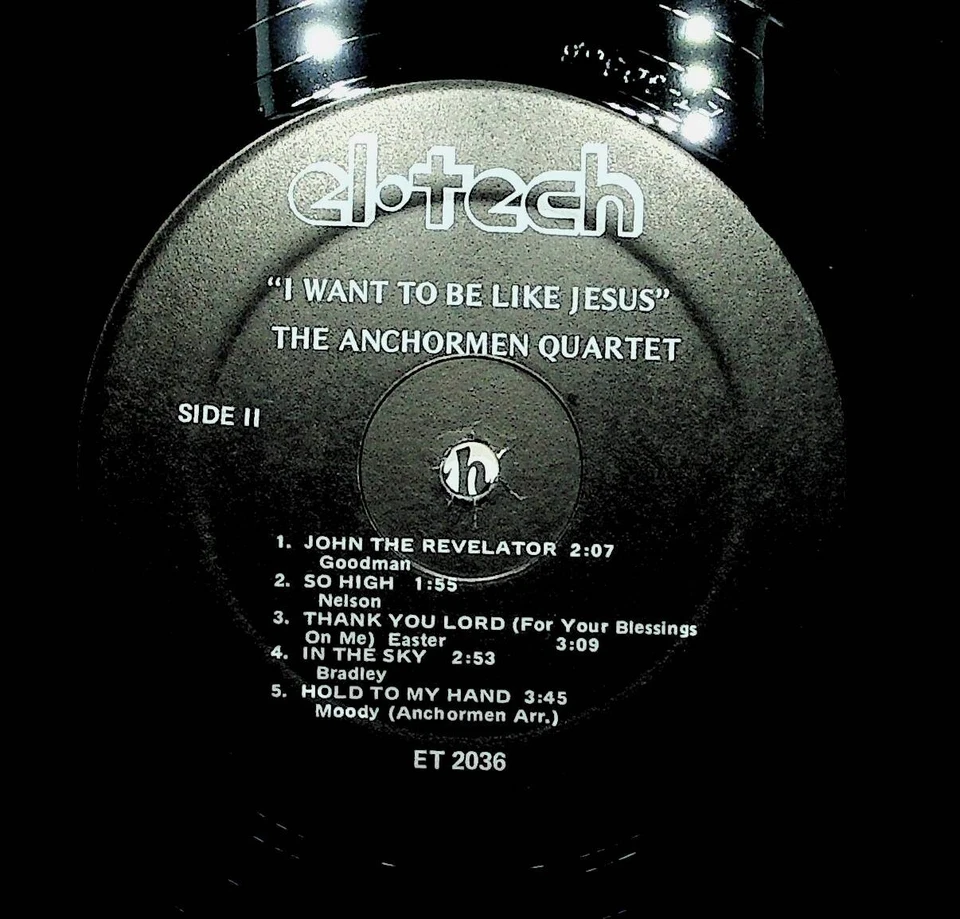 el·tech
“I WANT TO BE LIKE JESUS”
THE ANCHORMEN QUARTET
SIDE II
h
1. JOHN THE REVELATOR 2:07
Goodman
2. SO HIGH 1:55
Nelson
3. THANK YOU LORD (For Your Blessings
On Me) Easter 3:09
4. IN THE SKY 2:53
Bradley
5. HOLD TO MY HAND 3:45
Moody (Anchormen Arr.)
ET 2036